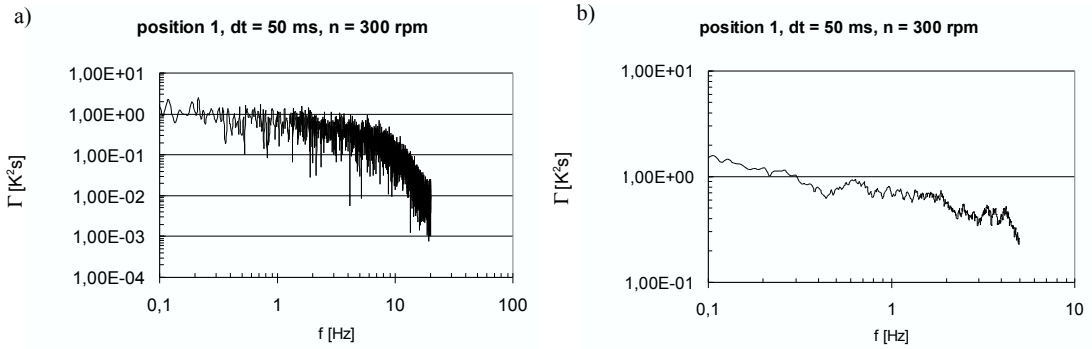 a)
position 1, dt = 50 ms, n = 300 rpm
1,00E+01
1,00E+00
1,00E-01
1,00E-02
1,00E-03
1,00E-04
Γ [K²s]
0,1 1 10 100
f [Hz]
b)
position 1, dt = 50 ms, n = 300 rpm
1,00E+01
1,00E+00
1,00E-01
Γ [K²s]
0,1 1 10
f [Hz]